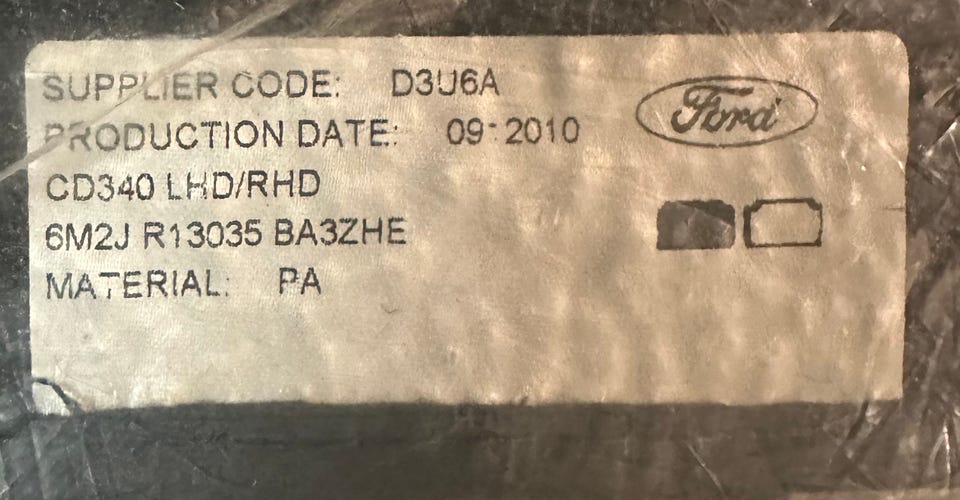 SUPPLIER CODE: D3U6A
PRODUCTION DATE: 09:2010
CD340 LHD/RHD
6M2J R13035 BA3ZHE
MATERIAL: PA
Ford